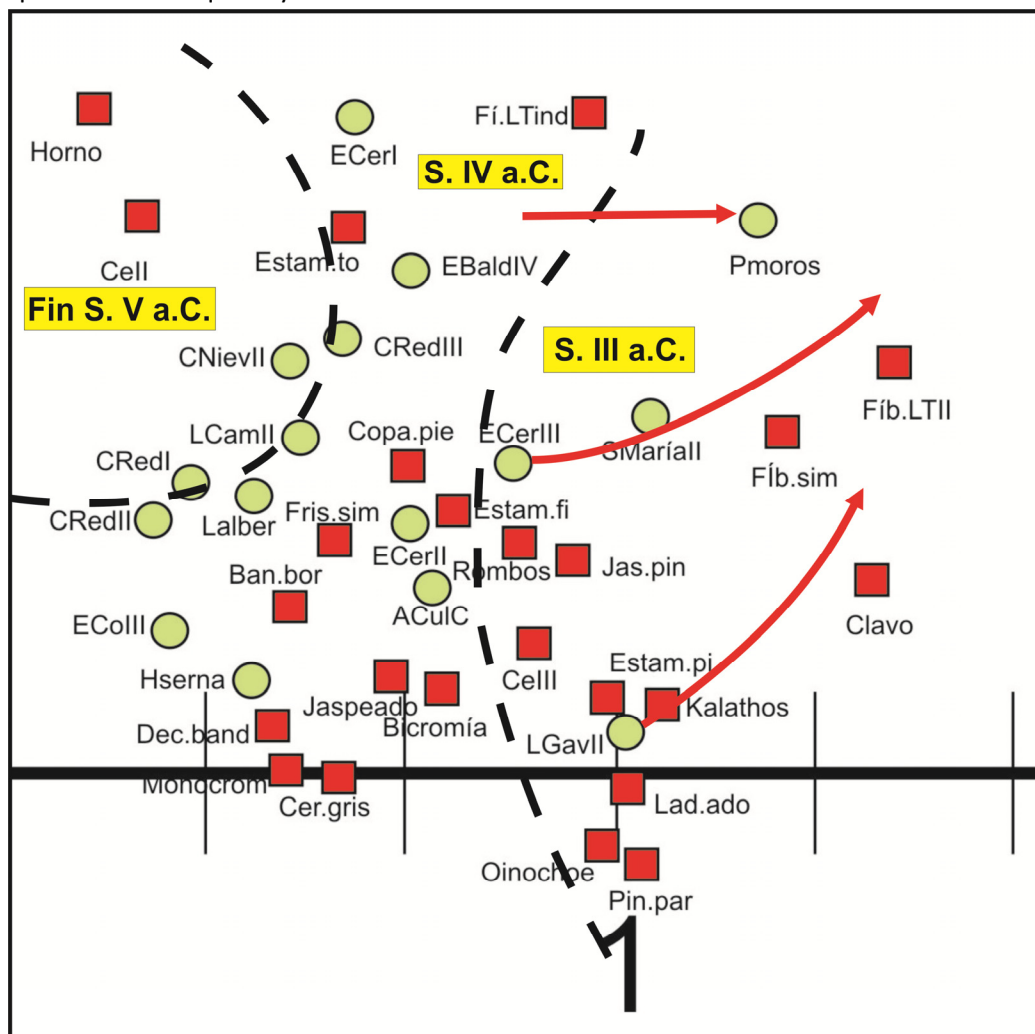 Fí.LTind
Horno
ECerI
S. IV a.C.
Estam.to
EBaldIV
Pmoros
CeII
Fin S. V a.C.
CRedIII
S. III a.C.
CNievII
Fíb.LTII
LCamII
Copa.pie
ECerIII
SMaríaII
CRedI
FÍb.sim
CRedII
Lalber
Fris.sim
Estam.fi
ECerII
Rombos
Jas.pin
Ban.bor
ACulC
EColII
Clavo
Estam.pi
Hserna
CeIII
Jaspeado
Kalathos
Bicromía
Dec.band
LGavII
Monocrom
Cer.gris
Lad.ado
Oinochoe
Pin.par
1